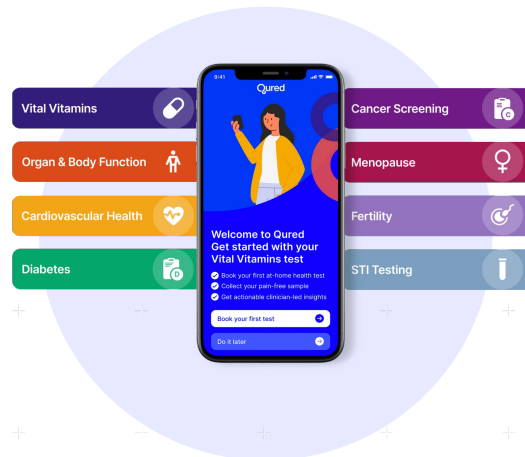 Vital Vitamins
Organ & Body Function
Cardiovascular Health
Diabetes
D
9:41
Qured
Welcome to Qured
Get started with your
Vital Vitamins test
Book your first at-home health test
Collect your pain-free sample
Get actionable clinician-led insights
Book your first test
Do it later
Cancer Screening
C
Menopause
Fertility
STI Testing